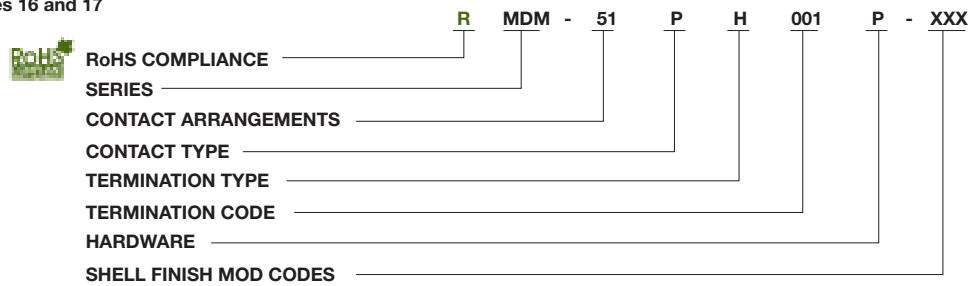 es 16 and 17
R MDM - 51 P H 001 P - XXX
RoHS
RoHS COMPLIANCE
SERIES
CONTACT ARRANGEMENTS
CONTACT TYPE
TERMINATION TYPE
TERMINATION CODE
HARDWARE
SHELL FINISH MOD CODES